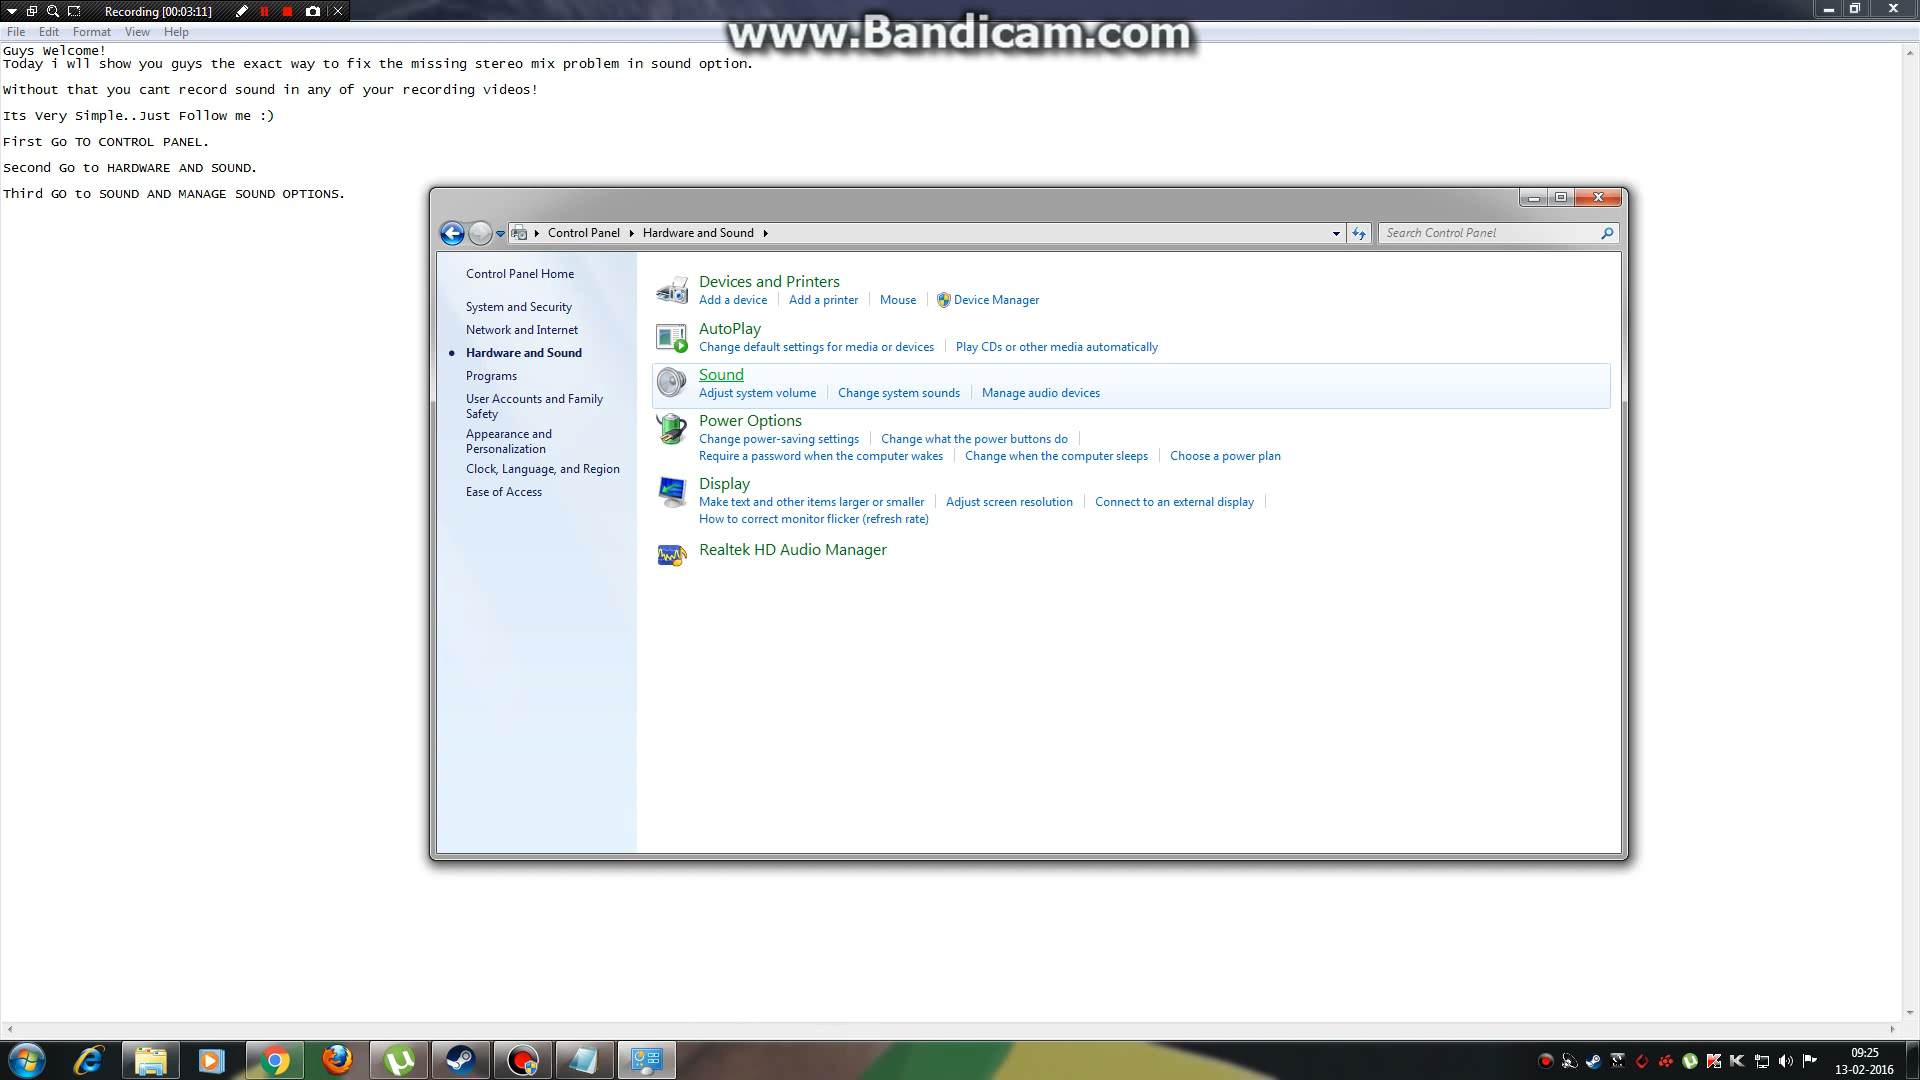 Recording [00:03:11]
www.Bandicam.com
File Edit Format View Help
Guys Welcome!
Today i wll show you guys the exact way to fix the missing stereo mix problem in sound option.
Without that you cant record sound in any of your recording videos!
Its Very Simple..Just Follow me :)
First Go TO CONTROL PANEL.
Second Go to HARDWARE AND SOUND.
Third GO to SOUND AND MANAGE SOUND OPTIONS.
Control Panel Hardware and Sound
Search Control Panel
Control Panel Home
System and Security
Network and Internet
Hardware and Sound
Programs
User Accounts and Family
Safety
Appearance and
Personalization
Clock, Language, and Region
Ease of Access
Devices and Printers
Add a device Add a printer Mouse Device Manager
AutoPlay
Change default settings for media or devices Play CDs or other media automatically
Sound
Adjust system volume Change system sounds Manage audio devices
Power Options
Change power-saving settings Change what the power buttons do
Require a password when the computer wakes Change when the computer sleeps Choose a power plan
Display
Make text and other items larger or smaller Adjust screen resolution Connect to an external display
How to correct monitor flicker (refresh rate)
Realtek HD Audio Manager
09:25
13-02-2016